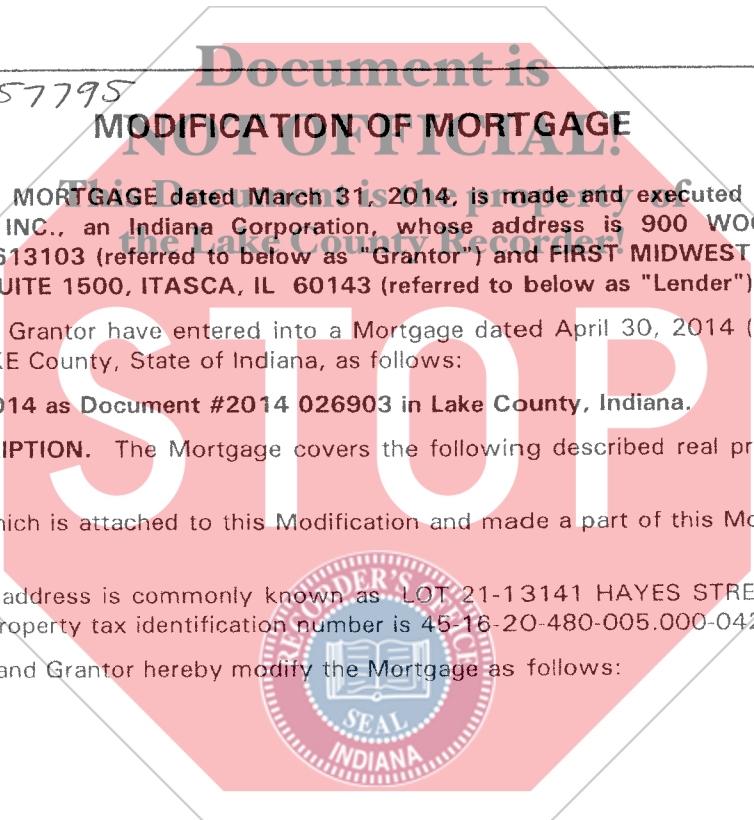 57795
Document is
MODIFICATION OF MORTGAGE
NOT OFFICIAL!
MORTGAGE dated March 31, 2014, is made and executed
This Document is the property of
INC., an Indiana Corporation, whose address is 900 WOO
the Lake County Recorder!
613103 (referred to below as "Grantor") and FIRST MIDWEST
UITE 1500, ITASCA, IL 60143 (referred to below as "Lender")
Grantor have entered into a Mortgage dated April 30, 2014 (
KE County, State of Indiana, as follows:
014 as Document #2014 026903 in Lake County, Indiana.
IPTION. The Mortgage covers the following described real pr
STOP
hich is attached to this Modification and made a part of this Mo
address is commonly known as LOT 21-13141 HAYES STRE
roperty tax identification number is 45-16-20-480-005.000-042
and Grantor hereby modify the Mortgage as follows:
RECORDER'S OFFICE
SEAL
INDIANA